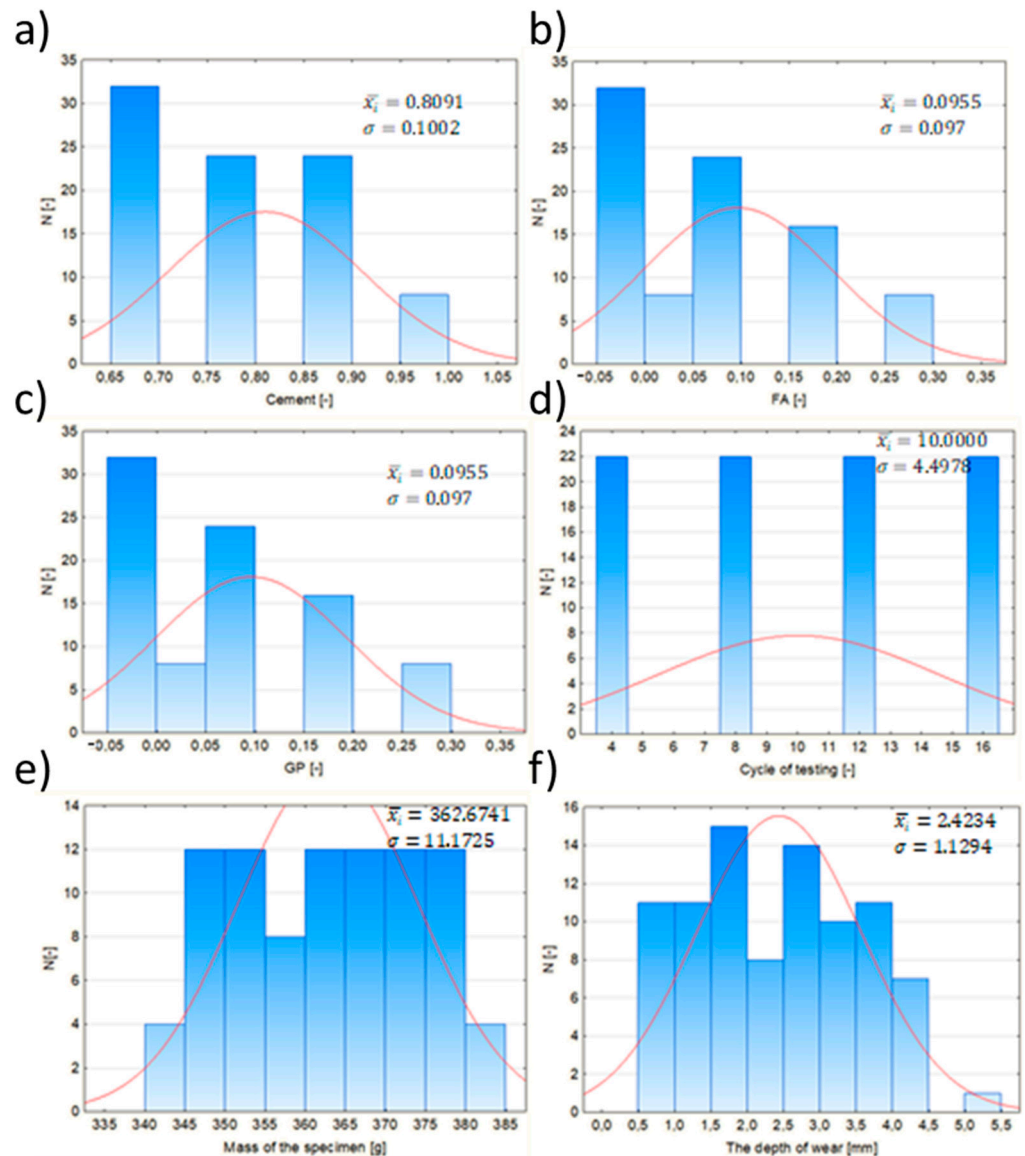 a)
35
30
25
20
15
10
5
0
N [-]
x̄ᵢ = 0.8091
σ = 0.1002
0,65 0,70 0,75 0,80 0,85 0,90 0,95 1,00 1,05
Cement [-]
b)
35
30
25
20
15
10
5
0
N [-]
x̄ᵢ = 0.0955
σ = 0.097
−0,05 0,00 0,05 0,10 0,15 0,20 0,25 0,30 0,35
FA [-]
c)
35
30
25
20
15
10
5
0
N [-]
x̄ᵢ = 0.0955
σ = 0.097
−0,05 0,00 0,05 0,10 0,15 0,20 0,25 0,30 0,35
GP [-]
d)
24
22
20
18
16
14
12
10
8
6
4
2
0
N [-]
x̄ᵢ = 10.0000
σ = 4.4978
4 5 6 7 8 9 10 11 12 13 14 15 16
Cycle of testing [-]
e)
14
12
10
8
6
4
2
0
N[-]
x̄ᵢ = 362.6741
σ = 11.1725
335 340 345 350 355 360 365 370 375 380 385
Mass of the specimen [g]
f)
16
14
12
10
8
6
4
2
0
N [-]
x̄ᵢ = 2.4234
σ = 1.1294
0,0 0,5 1,0 1,5 2,0 2,5 3,0 3,5 4,0 4,5 5,0 5,5
The depth of wear [mm]